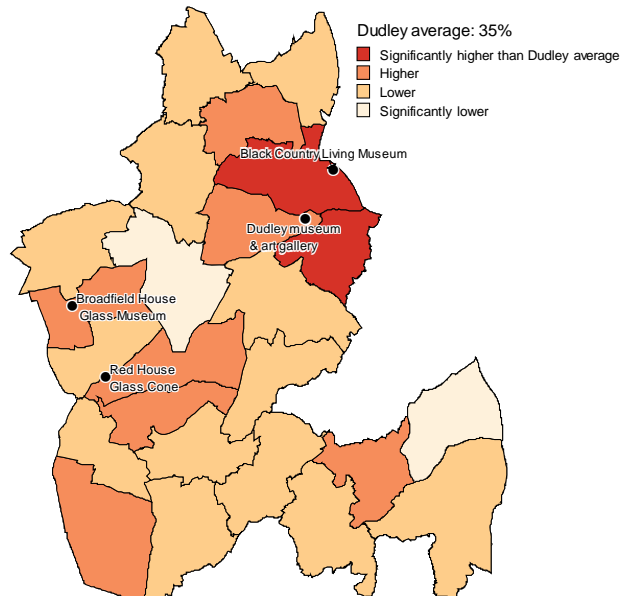 Dudley average: 35%
Significantly higher than Dudley average
Higher
Lower
Significantly lower
Black Country Living Museum
Dudley museum
& art gallery
Broadfield House
Glass Museum
Red House
Glass Cone